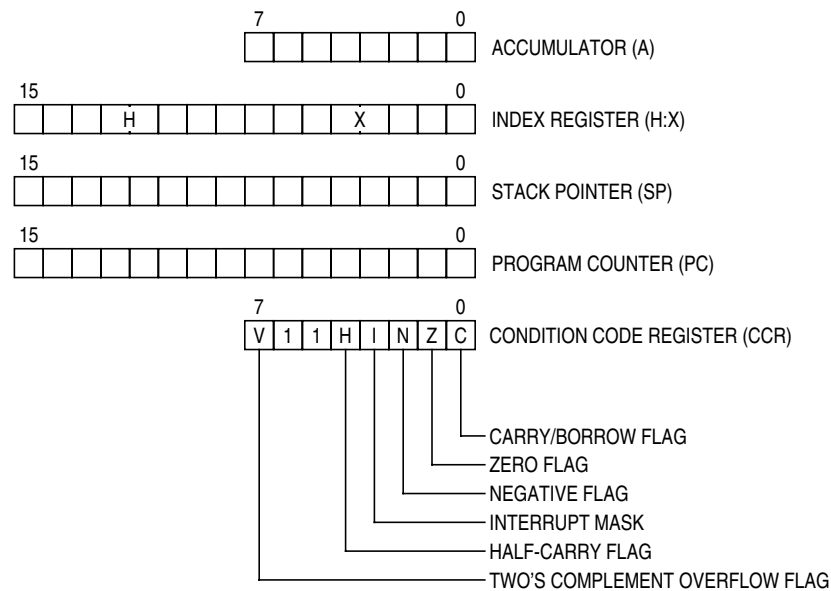 7 0
ACCUMULATOR (A)
15 0
H X INDEX REGISTER (H:X)
15 0
STACK POINTER (SP)
15 0
PROGRAM COUNTER (PC)
7 0
V 1 1 H I N Z C CONDITION CODE REGISTER (CCR)
CARRY/BORROW FLAG
ZERO FLAG
NEGATIVE FLAG
INTERRUPT MASK
HALF-CARRY FLAG
TWO'S COMPLEMENT OVERFLOW FLAG